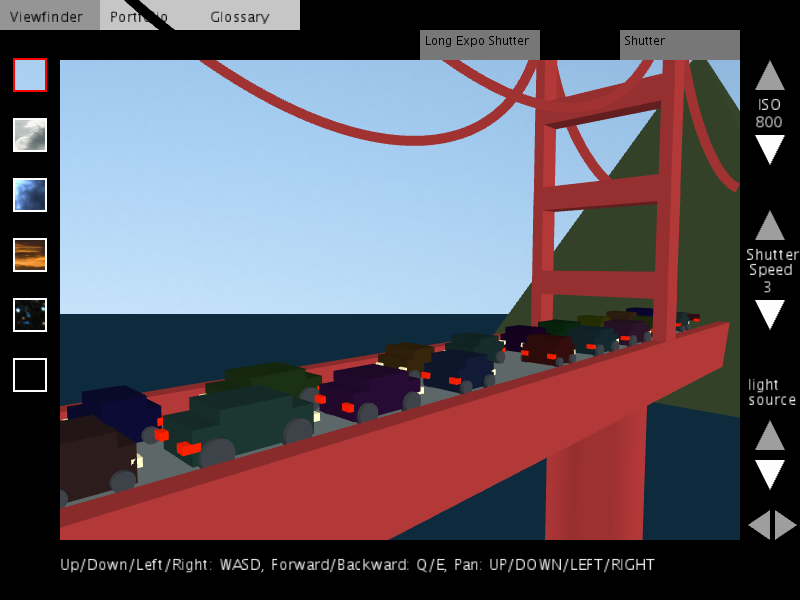 Viewfinder Portfolio Glossary
Long Expo Shutter Shutter
ISO
800
Shutter
Speed
3
light
source
Up/Down/Left/Right: WASD, Forward/Backward: Q/E, Pan: UP/DOWN/LEFT/RIGHT